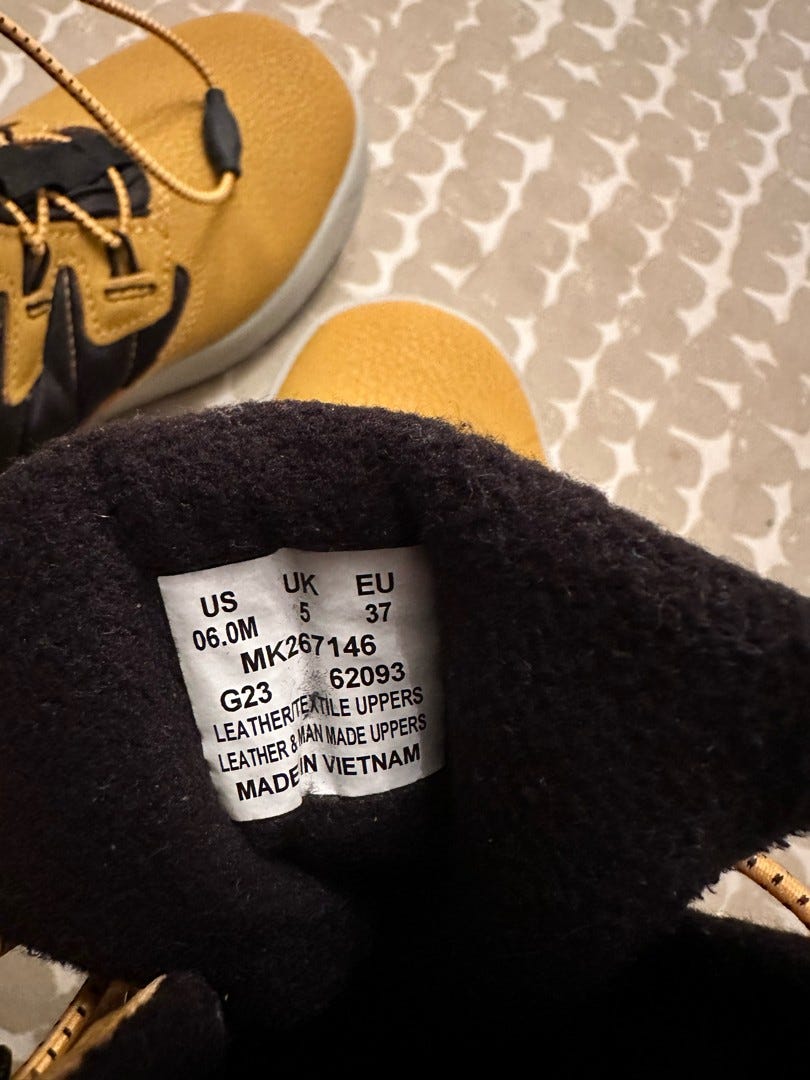 US UK EU
06.0M 5 37
MK267146
G23 62093
LEATHER/TEXTILE UPPERS
LEATHER & MAN MADE UPPERS
MADE IN VIETNAM